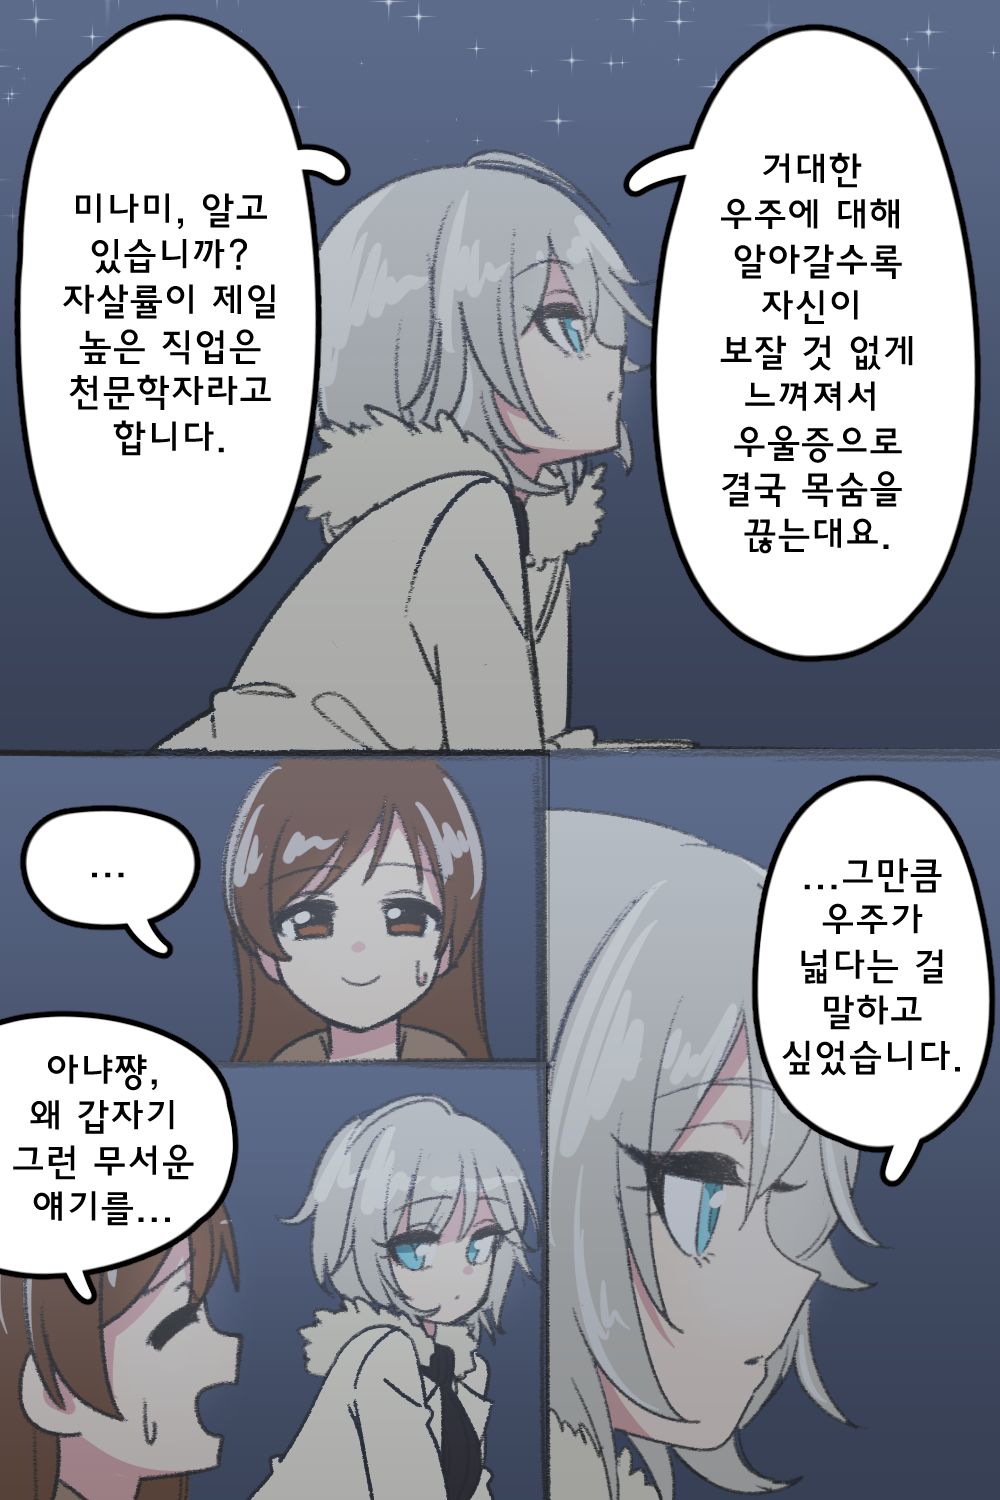 미나미, 알고
있습니까?
자살률이 제일
높은 직업은
천문학자라고
합니다.
거대한
우주에 대해
알아갈수록
자신이
보잘 것 없게
느껴져서
우울증으로
결국 목숨을
끊는대요.
...
아냐쨩,
왜 갑자기
그런 무서운
얘기를...
...그만큼
우주가
넓다는 걸
말하고
싶었습니다.